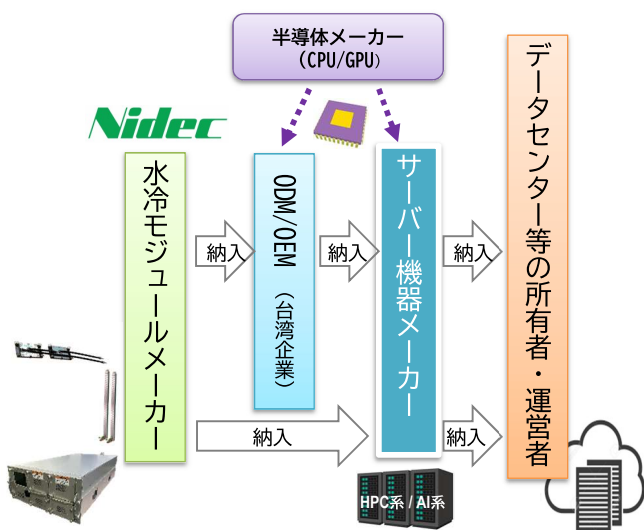 半導体メーカー
(CPU/GPU)
Nidec
水冷モジュールメーカー
納入
ODM/OEM (台湾企業)
納入
サーバー機器メーカー
納入
データセンター等の所有者・運営者
納入
納入
HPC系 / AI系